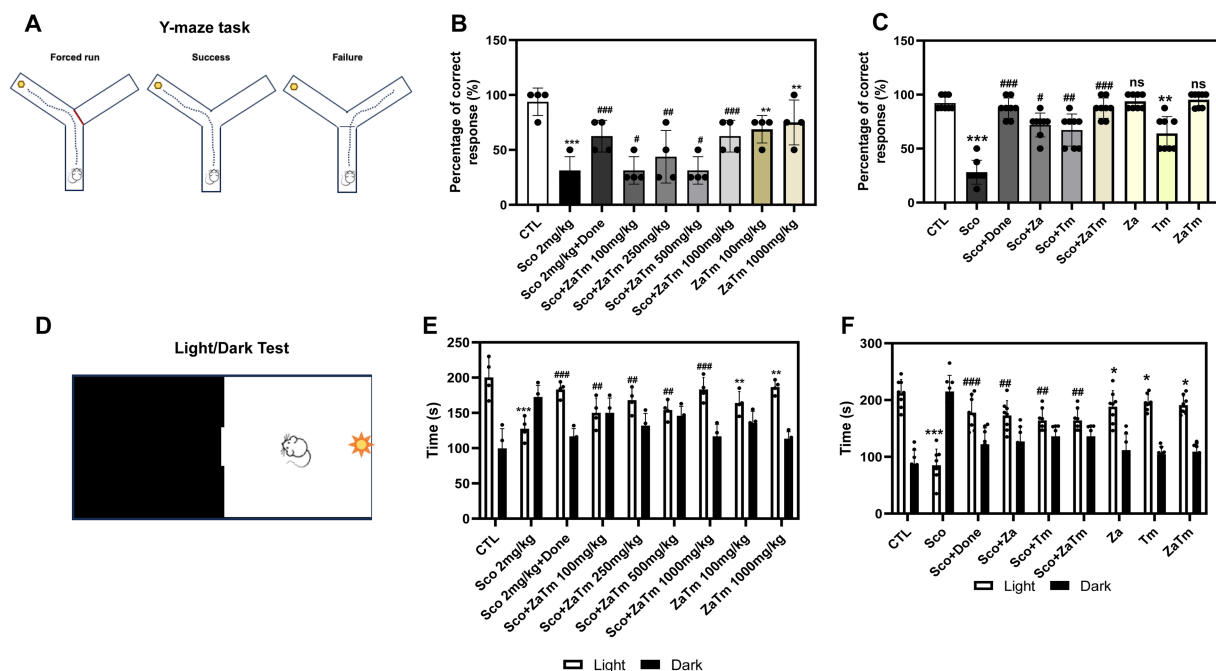 A
Y-maze task
Forced run
Success
Failure
B
Percentage of correct
response (%)
150
100
50
0
***
###
#
##
#
###
**
**
CTL
Sco 2mg/kg
Sco 2mg/kg+Done
Sco+ZaTm 100mg/kg
Sco+ZaTm 250mg/kg
Sco+ZaTm 500mg/kg
Sco+ZaTm 1000mg/kg
ZaTm 100mg/kg
ZaTm 1000mg/kg
C
Percentage of correct
response (%)
150
100
50
0
***
###
#
##
###
ns
**
ns
CTL
Sco
Sco+Done
Sco+Za
Sco+Tm
Sco+ZaTm
Za
Tm
ZaTm
D
Light/Dark Test
E
Time (s)
250
200
150
100
50
0
***
###
##
##
##
###
**
**
CTL
Sco 2mg/kg
Sco 2mg/kg+Done
Sco+ZaTm 100mg/kg
Sco+ZaTm 250mg/kg
Sco+ZaTm 500mg/kg
Sco+ZaTm 1000mg/kg
ZaTm 100mg/kg
ZaTm 1000mg/kg
Light
Dark
F
Time (s)
300
200
100
0
***
###
##
##
##
*
*
*
CTL
Sco
Sco+Done
Sco+Za
Sco+Tm
Sco+ZaTm
Za
Tm
ZaTm
Light
Dark